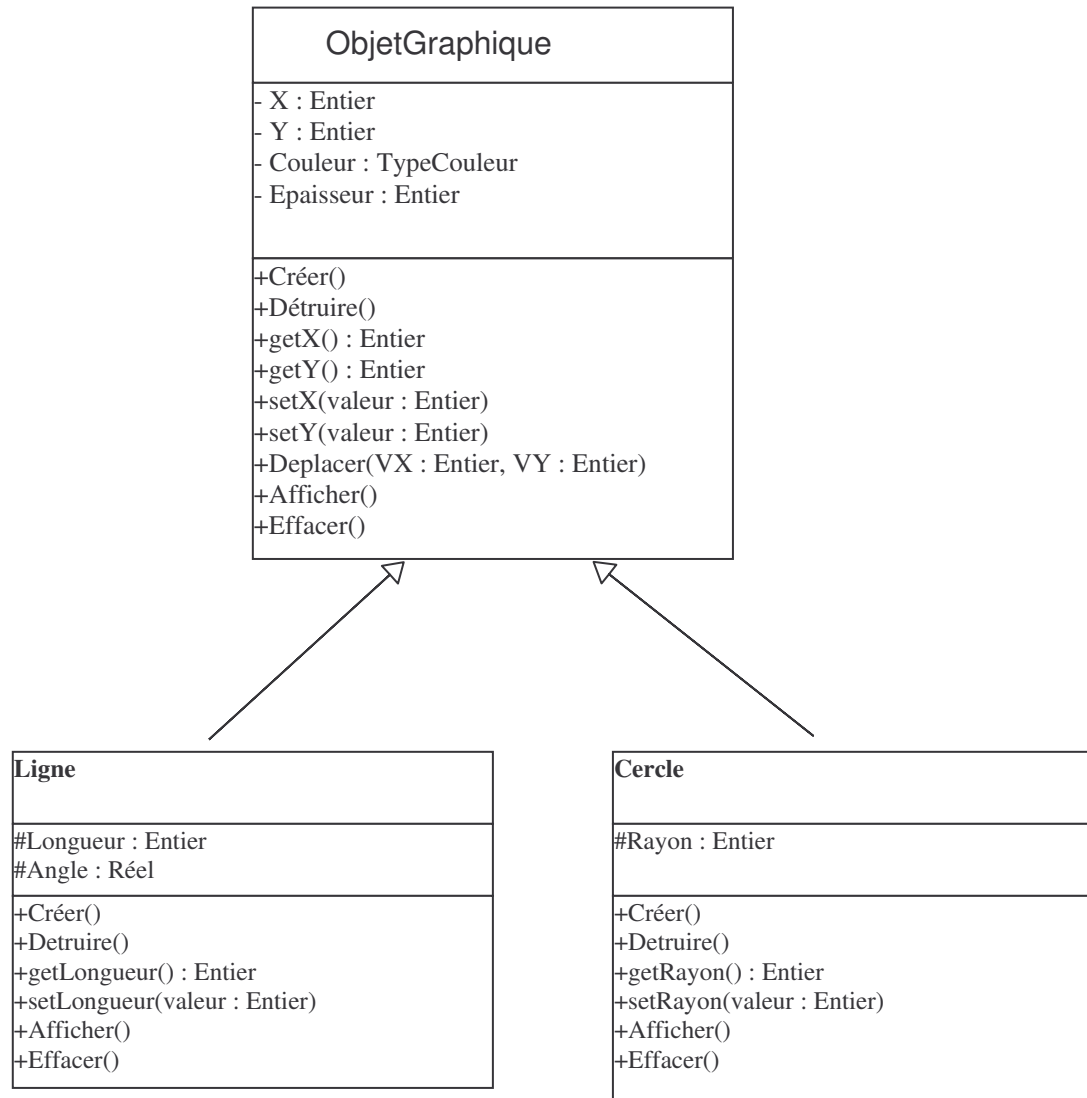 ObjetGraphique
- X : Entier
- Y : Entier
- Couleur : TypeCouleur
- Epaisseur : Entier
+Créer()
+Détruire()
+getX() : Entier
+getY() : Entier
+setX(valeur : Entier)
+setY(valeur : Entier)
+Deplacer(VX : Entier, VY : Entier)
+Afficher()
+Effacer()
Ligne
#Longueur : Entier
#Angle : Réel
+Créer()
+Detruire()
+getLongueur() : Entier
+setLongueur(valeur : Entier)
+Afficher()
+Effacer()
Cercle
#Rayon : Entier
+Créer()
+Detruire()
+getRayon() : Entier
+setRayon(valeur : Entier)
+Afficher()
+Effacer()